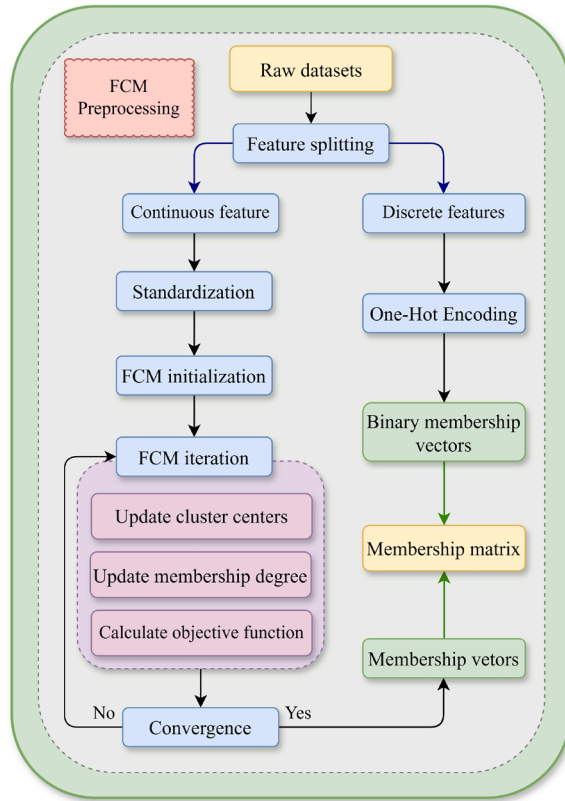 FCM
Preprocessing
Raw datasets
Feature splitting
Continuous feature
Discrete features
Standardization
One-Hot Encoding
FCM initialization
Binary membership
vectors
FCM iteration
Update cluster centers
Membership matrix
Update membership degree
Calculate objective function
Membership vetors
No
Convergence
Yes